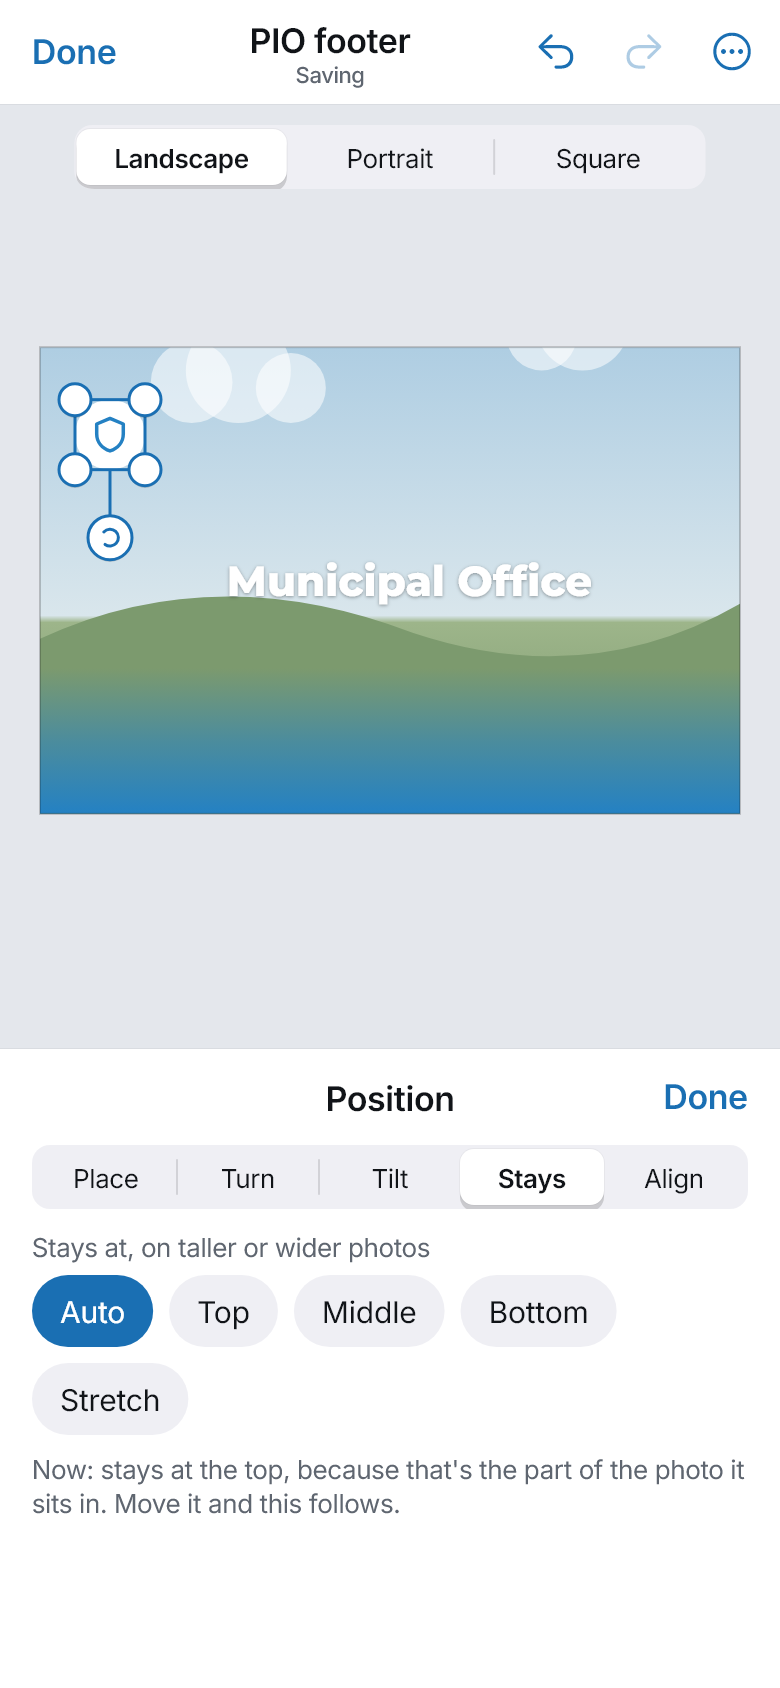 Done
PIO footer
Saving
Landscape
Portrait
Square
Municipal Office
Position
Done
Place
Turn
Tilt
Stays
Align
Stays at, on taller or wider photos
Auto
Top
Middle
Bottom
Stretch
Now: stays at the top, because that's the part of the photo it
sits in. Move it and this follows.